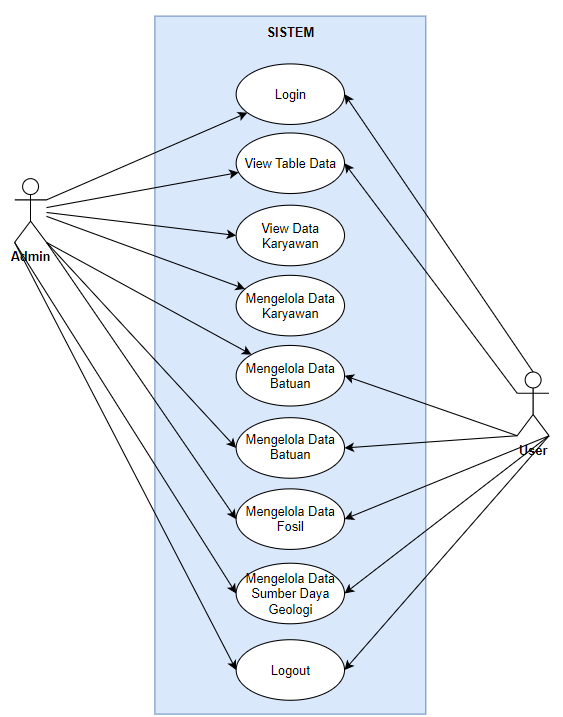 SISTEM
Login
View Table Data
View Data
Karyawan
Mengelola Data
Karyawan
Mengelola Data
Batuan
Mengelola Data
Batuan
Mengelola Data
Fosil
Mengelola Data
Sumber Daya
Geologi
Logout
Admin
User